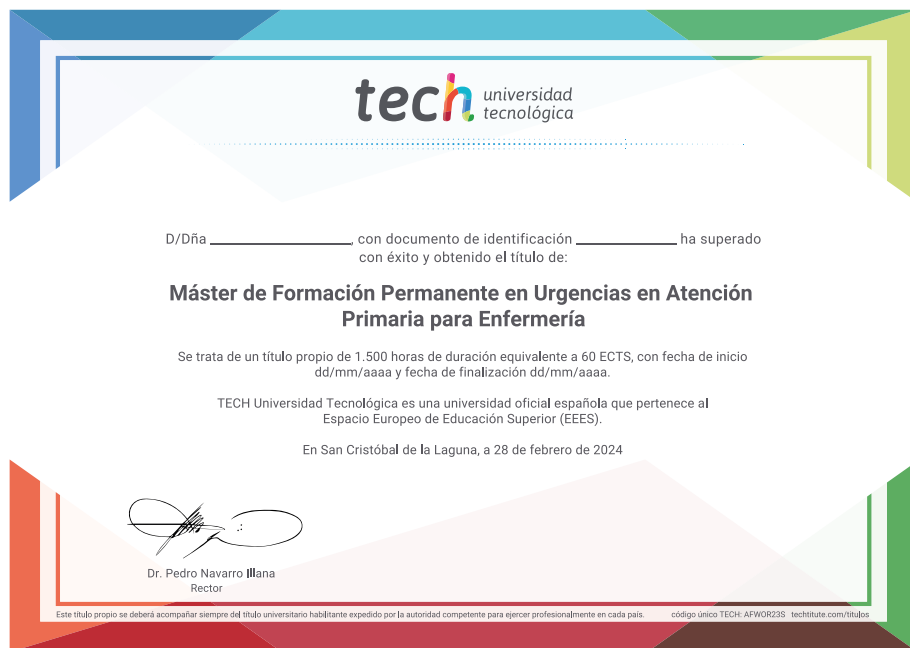 tech universidad
tecnológica
D/Dña ________________, con documento de identificación ____________ ha superado
con éxito y obtenido el título de:
Máster de Formación Permanente en Urgencias en Atención
Primaria para Enfermería
Se trata de un título propio de 1.500 horas de duración equivalente a 60 ECTS, con fecha de inicio
dd/mm/aaaa y fecha de finalización dd/mm/aaaa.
TECH Universidad Tecnológica es una universidad oficial española que pertenece al
Espacio Europeo de Educación Superior (EEES).
En San Cristóbal de la Laguna, a 28 de febrero de 2024
Dr. Pedro Navarro Illana
Rector
Este título propio se deberá acompañar siempre del título universitario habilitante expedido por la autoridad competente para ejercer profesionalmente en cada país. código único TECH: AFWOR23S techtitute.com/titulos